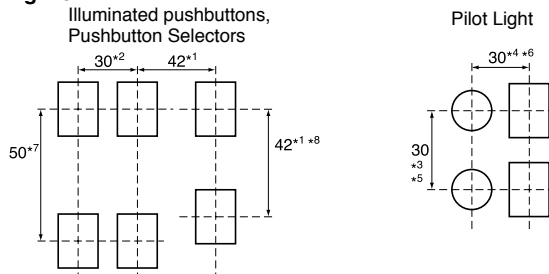 Illuminated pushbuttons,
Pushbutton Selectors
30*2
42*1
50*7
42*1 *8
Pilot Light
30*4 *6
30
*3
*5